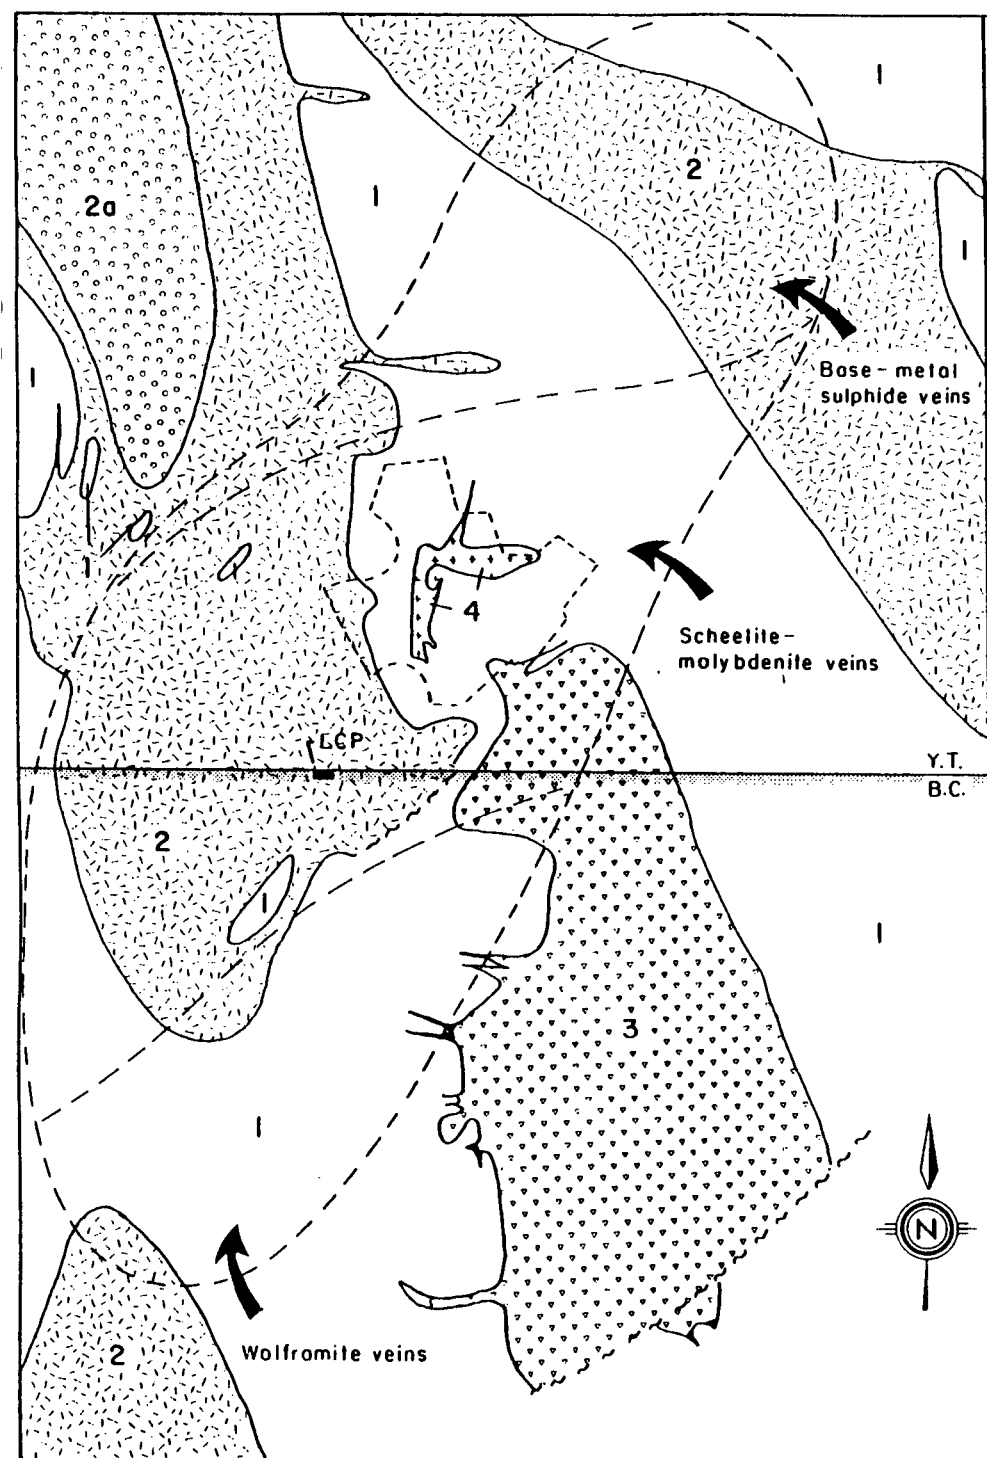 1
2
2a
1
1
1
Base-metal
sulphide veins
4
Scheelite-
molybdenite veins
LCP
Y.T.
B.C.
2
1
1
3
1
N
Wolframite veins
2